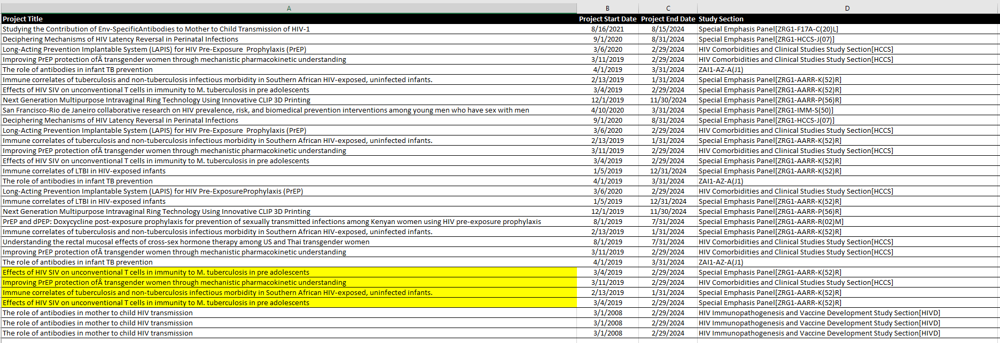 A B C D
Project Title Project Start Date Project End Date Study Section
Studying the Contribution of Env-SpecificAntibodies to Mother to Child Transmission of HIV-1 8/16/2021 8/15/2024 Special Emphasis Panel[ZRG1-F17A-C(20)L]
Deciphering Mechanisms of HIV Latency Reversal in Perinatal Infections 9/1/2020 8/31/2024 Special Emphasis Panel[ZRG1-HCCS-J(07)]
Long-Acting Prevention Implantable System (LAPIS) for HIV Pre-Exposure  Prophylaxis (PrEP) 3/6/2020 2/29/2024 HIV Comorbidities and Clinical Studies Study Section[HCCS]
Improving PrEP protection ofÂ transgender women through mechanistic pharmacokinetic understanding 3/11/2019 2/29/2024 HIV Comorbidities and Clinical Studies Study Section[HCCS]
The role of antibodies in infant TB prevention 4/1/2019 3/31/2024 ZAI1-AZ-A(J1)
Immune correlates of tuberculosis and non-tuberculosis infectious morbidity in Southern African HIV-exposed, uninfected infants. 2/13/2019 1/31/2024 Special Emphasis Panel[ZRG1-AARR-K(52)R]
Effects of HIV SIV on unconventional T cells in immunity to M. tuberculosis in pre adolescents 3/4/2019 2/29/2024 Special Emphasis Panel[ZRG1-AARR-K(52)R]
Next Generation Multipurpose Intravaginal Ring Technology Using Innovative CLIP 3D Printing 12/1/2019 11/30/2024 Special Emphasis Panel[ZRG1-AARR-P(56)R]
San Francisco-Rio de Janeiro collaborative research on HIV prevalence, risk, and biomedical prevention interventions among young men who have sex with men 4/10/2020 3/31/2024 Special Emphasis Panel[ZRG1-IMM-S(50)]
Deciphering Mechanisms of HIV Latency Reversal in Perinatal Infections 9/1/2020 8/31/2024 Special Emphasis Panel[ZRG1-HCCS-J(07)]
Long-Acting Prevention Implantable System (LAPIS) for HIV Pre-Exposure  Prophylaxis (PrEP) 3/6/2020 2/29/2024 HIV Comorbidities and Clinical Studies Study Section[HCCS]
Immune correlates of tuberculosis and non-tuberculosis infectious morbidity in Southern African HIV-exposed, uninfected infants. 2/13/2019 1/31/2024 Special Emphasis Panel[ZRG1-AARR-K(52)R]
Improving PrEP protection ofÂ transgender women through mechanistic pharmacokinetic understanding 3/11/2019 2/29/2024 HIV Comorbidities and Clinical Studies Study Section[HCCS]
Effects of HIV SIV on unconventional T cells in immunity to M. tuberculosis in pre adolescents 3/4/2019 2/29/2024 Special Emphasis Panel[ZRG1-AARR-K(52)R]
Immune correlates of LTBI in HIV-exposed infants 1/5/2019 12/31/2024 Special Emphasis Panel[ZRG1-AARR-K(52)R]
The role of antibodies in infant TB prevention 4/1/2019 3/31/2024 ZAI1-AZ-A(J1)
Long-Acting Prevention Implantable System (LAPIS) for HIV Pre-ExposureProphylaxis (PrEP) 3/6/2020 2/29/2024 HIV Comorbidities and Clinical Studies Study Section[HCCS]
Immune correlates of LTBI in HIV-exposed infants 1/5/2019 12/31/2024 Special Emphasis Panel[ZRG1-AARR-K(52)R]
Next Generation Multipurpose Intravaginal Ring Technology Using Innovative CLIP 3D Printing 12/1/2019 11/30/2024 Special Emphasis Panel[ZRG1-AARR-P(56)R]
PrEP and dPEP: Doxycycline post-exposure prophylaxis for prevention of sexually transmitted infections among Kenyan women using HIV pre-exposure prophylaxis 8/1/2019 7/31/2024 Special Emphasis Panel[ZRG1-AARR-R(02)M]
Immune correlates of tuberculosis and non-tuberculosis infectious morbidity in Southern African HIV-exposed, uninfected infants. 2/13/2019 1/31/2024 Special Emphasis Panel[ZRG1-AARR-K(52)R]
Understanding the rectal mucosal effects of cross-sex hormone therapy among US and Thai transgender women 8/1/2019 7/31/2024 HIV Comorbidities and Clinical Studies Study Section[HCCS]
Improving PrEP protection ofÂ transgender women through mechanistic pharmacokinetic understanding 3/11/2019 2/29/2024 HIV Comorbidities and Clinical Studies Study Section[HCCS]
The role of antibodies in infant TB prevention 4/1/2019 3/31/2024 ZAI1-AZ-A(J1)
Effects of HIV SIV on unconventional T cells in immunity to M. tuberculosis in pre adolescents 3/4/2019 2/29/2024 Special Emphasis Panel[ZRG1-AARR-K(52)R]
Improving PrEP protection ofÂ transgender women through mechanistic pharmacokinetic understanding 3/11/2019 2/29/2024 HIV Comorbidities and Clinical Studies Study Section[HCCS]
Immune correlates of tuberculosis and non-tuberculosis infectious morbidity in Southern African HIV-exposed, uninfected infants. 2/13/2019 1/31/2024 Special Emphasis Panel[ZRG1-AARR-K(52)R]
Effects of HIV SIV on unconventional T cells in immunity to M. tuberculosis in pre adolescents 3/4/2019 2/29/2024 Special Emphasis Panel[ZRG1-AARR-K(52)R]
The role of antibodies in mother to child HIV transmission 3/1/2008 2/29/2024 HIV Immunopathogenesis and Vaccine Development Study Section[HIVD]
The role of antibodies in mother to child HIV transmission 3/1/2008 2/29/2024 HIV Immunopathogenesis and Vaccine Development Study Section[HIVD]
The role of antibodies in mother to child HIV transmission 3/1/2008 2/29/2024 HIV Immunopathogenesis and Vaccine Development Study Section[HIVD]